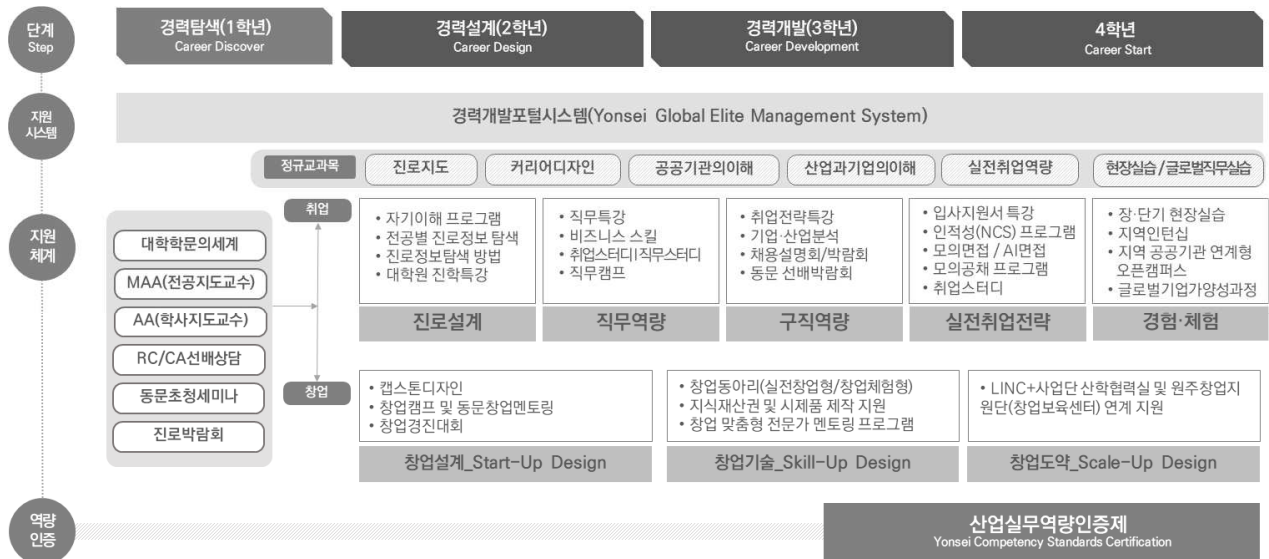 단계
Step
경력탐색(1학년)
Career Discover
경력설계(2학년)
Career Design
경력개발(3학년)
Career Development
4학년
Career Start
지원
시스템
경력개발포털시스템(Yonsei Global Elite Management System)
정규교과목
진로지도
커리어디자인
공공기관의이해
산업과기업의이해
실전취업역량
현장실습/글로벌직무실습
지원
체계
대학학문의세계
MAA(전공지도교수)
AA(학사지도교수)
RC/CA선배상담
동문초청세미나
진로박람회
취업
• 자기이해 프로그램
• 전공별 진로정보 탐색
• 진로정보탐색 방법
• 대학원 진학특강
진로설계
• 직무특강
• 비즈니스 스킬
• 취업스터디|직무스터디
• 직무캠프
직무역량
• 취업전략특강
• 기업·산업분석
• 채용설명회/박람회
• 동문 선배박람회
구직역량
• 입사지원서 특강
• 인적성(NCS) 프로그램
• 모의면접 / AI면접
• 모의공채 프로그램
• 취업스터디
실전취업전략
• 장·단기 현장실습
• 지역인턴십
• 지역 공공기관 연계형
오픈캠퍼스
• 글로벌기업가양성과정
경험·체험
창업
• 캡스톤디자인
• 창업캠프 및 동문창업멘토링
• 창업경진대회
창업설계_Start-Up Design
• 창업동아리(실전창업형/창업체험형)
• 지식재산권 및 시제품 제작 지원
• 창업 맞춤형 전문가 멘토링 프로그램
창업기술_Skill-Up Design
• LINC+사업단 산학협력실 및 원주창업지
원단(창업보육센터) 연계 지원
창업도약_Scale-Up Design
역량
인증
산업실무역량인증제
Yonsei Competency Standards Certification